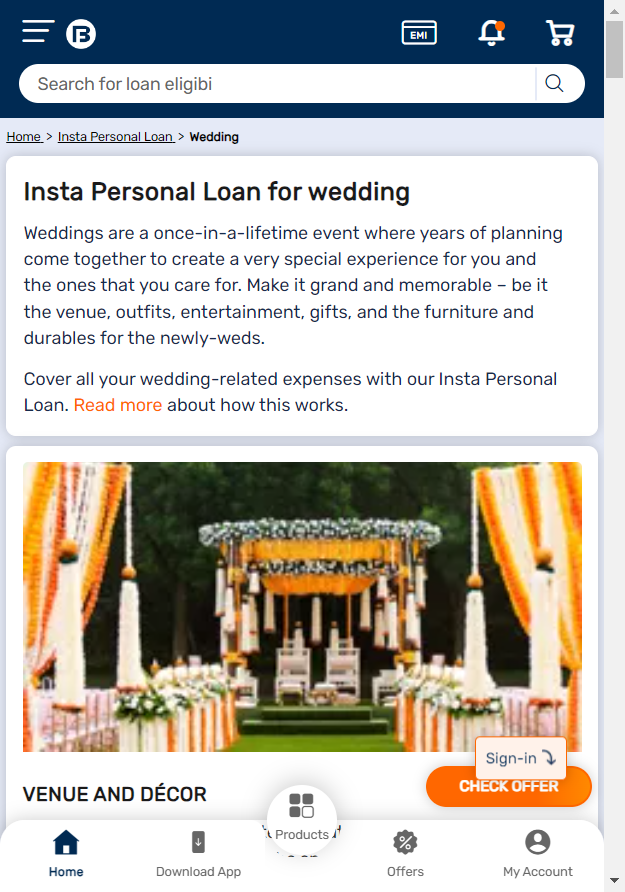 EMI
Search for loan eligibi
Home > Insta Personal Loan > Wedding
Insta Personal Loan for wedding
Weddings are a once-in-a-lifetime event where years of planning
come together to create a very special experience for you and
the ones that you care for. Make it grand and memorable – be it
the venue, outfits, entertainment, gifts, and the furniture and
durables for the newly-weds.
Cover all your wedding-related expenses with our Insta Personal
Loan. Read more about how this works.
Sign-in
CHECK OFFER
VENUE AND DÉCOR
Products
Home
Download App
Offers
My Account